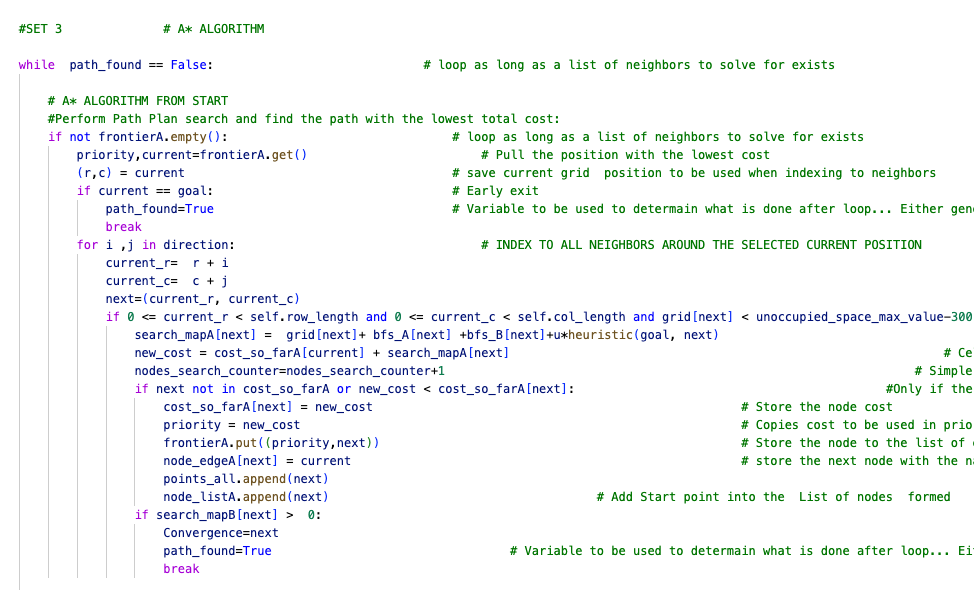 #SET 3 # A* ALGORITHM
while path_found == False: # loop as long as a list of neighbors to solve for exists
# A* ALGORITHM FROM START
#Perform Path Plan search and find the path with the lowest total cost:
if not frontierA.empty(): # loop as long as a list of neighbors to solve for exists
priority,current=frontierA.get() # Pull the position with the lowest cost
(r,c) = current # save current grid position to be used when indexing to neighbors
if current == goal: # Early exit
path_found=True # Variable to be used to determain what is done after loop... Either gen
break
for i ,j in direction: # INDEX TO ALL NEIGHBORS AROUND THE SELECTED CURRENT POSITION
current_r= r + i
current_c= c + j
next=(current_r, current_c)
if 0 <= current_r < self.row_length and 0 <= current_c < self.col_length and grid[next] < unoccupied_space_max_value-300
search_mapA[next] = grid[next]+ bfs_A[next] +bfs_B[next]+u*heuristic(goal, next)
new_cost = cost_so_farA[current] + search_mapA[next] # Ce
nodes_search_counter=nodes_search_counter+1 # Simple
if next not in cost_so_farA or new_cost < cost_so_farA[next]: #Only if the
cost_so_farA[next] = new_cost # Store the node cost
priority = new_cost # Copies cost to be used in prio
frontierA.put((priority,next)) # Store the node to the list of
node_edgeA[next] = current # store the next node with the
points_all.append(next)
node_listA.append(next) # Add Start point into the List of nodes formed
if search_mapB[next] > 0:
Convergence=next
path_found=True # Variable to be used to determain what is done after loop... Ei
break